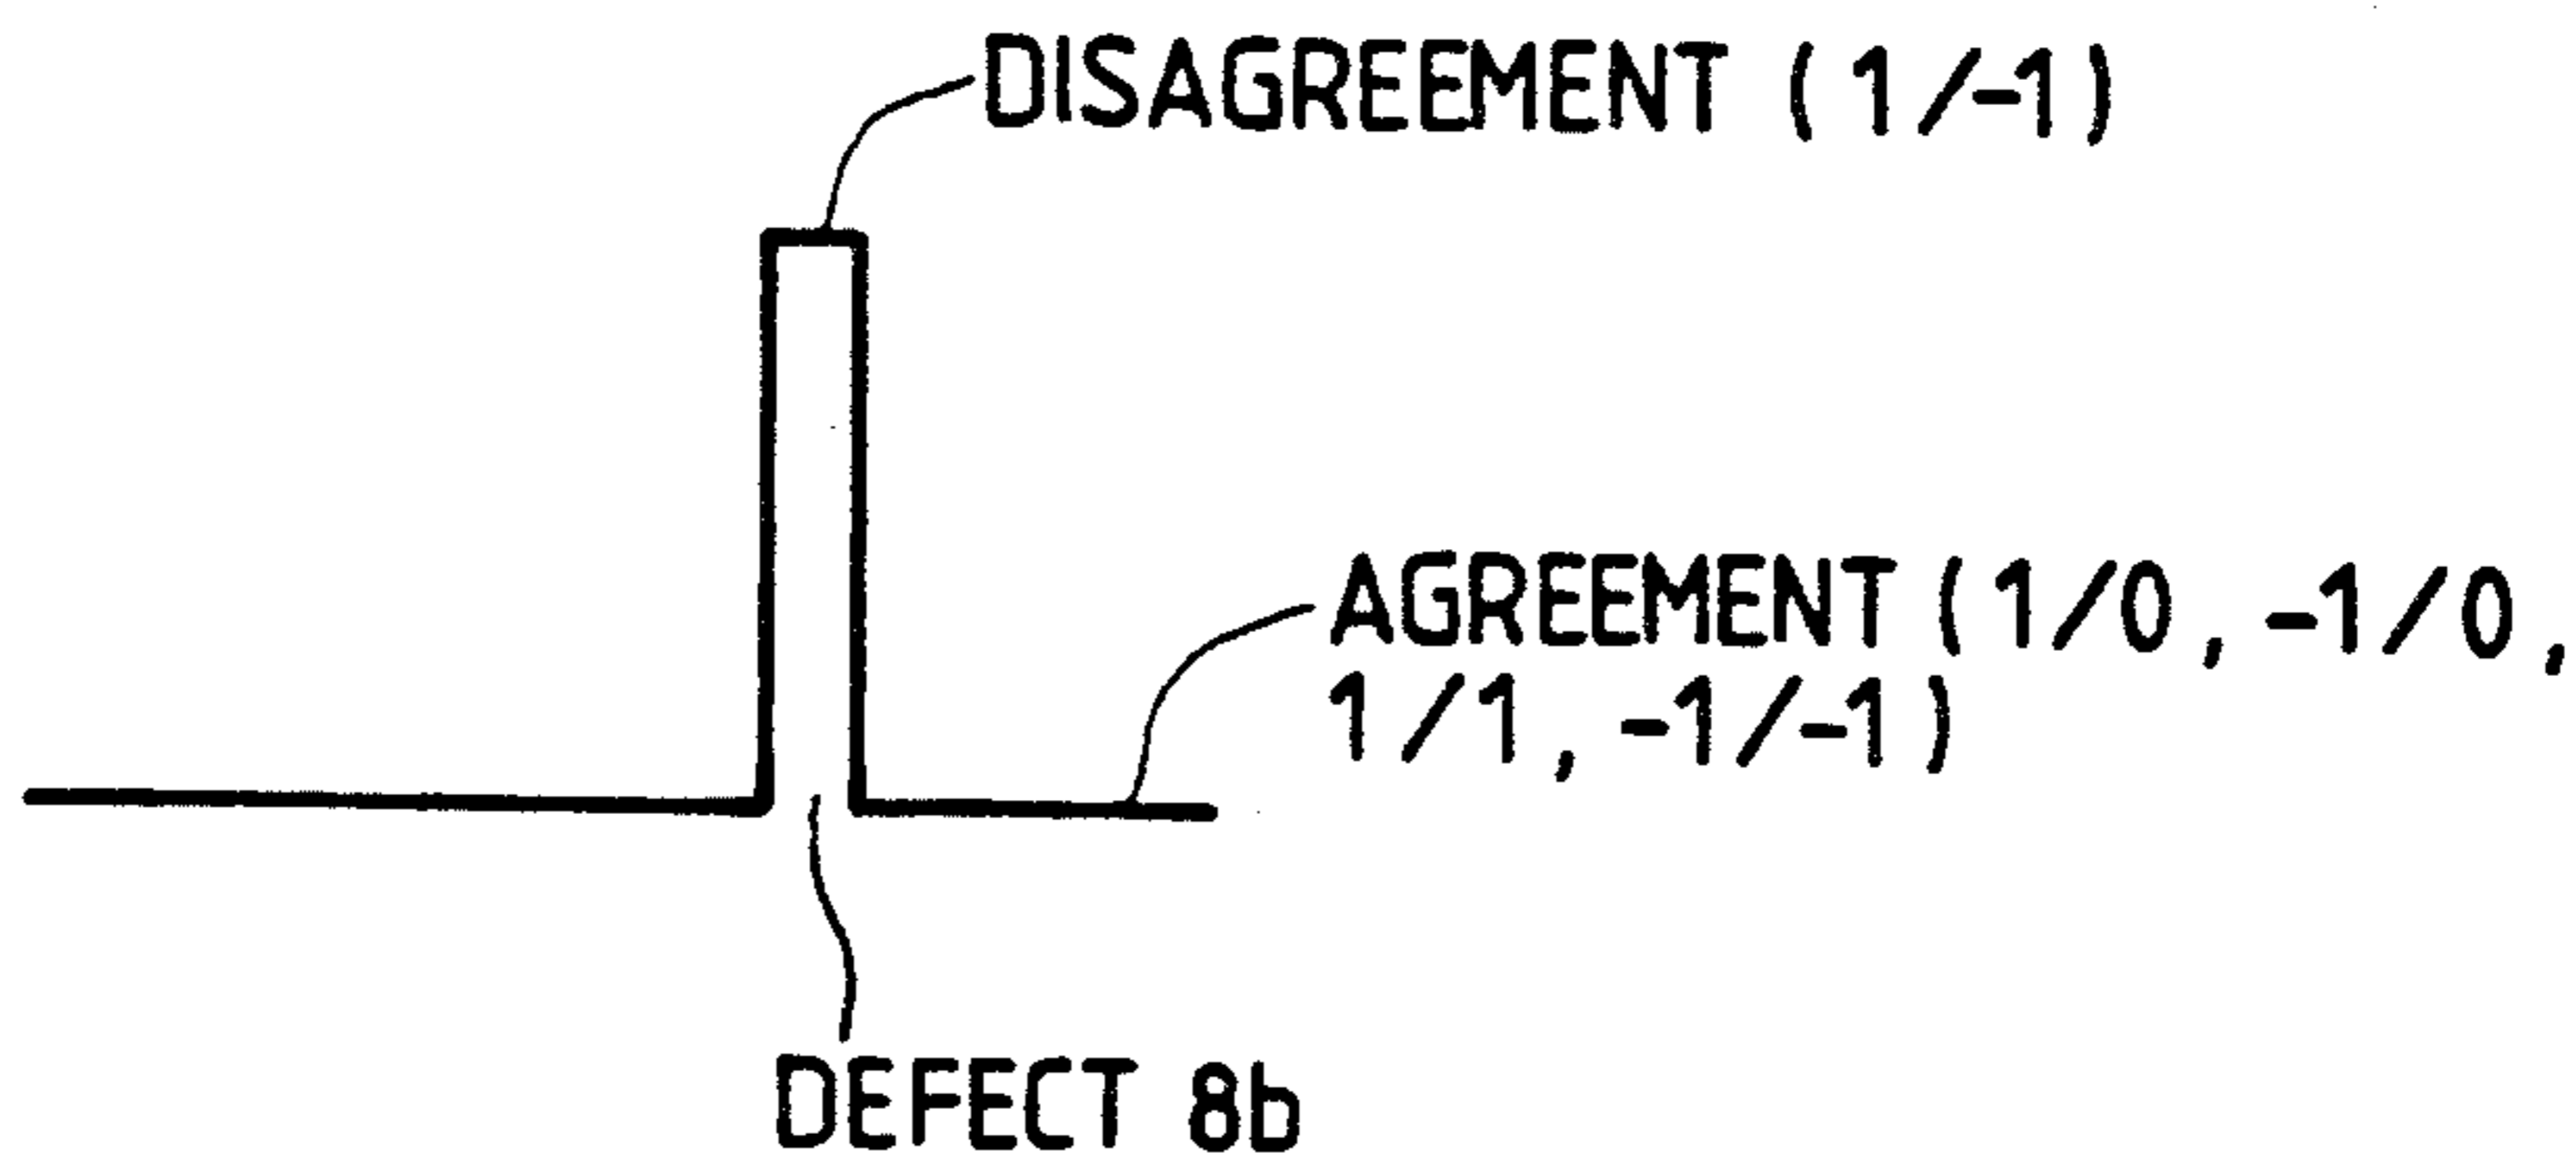 DISAGREEMENT (1/-1)
AGREEMENT (1/0, -1/0,
1/1, -1/-1)
DEFECT 8b